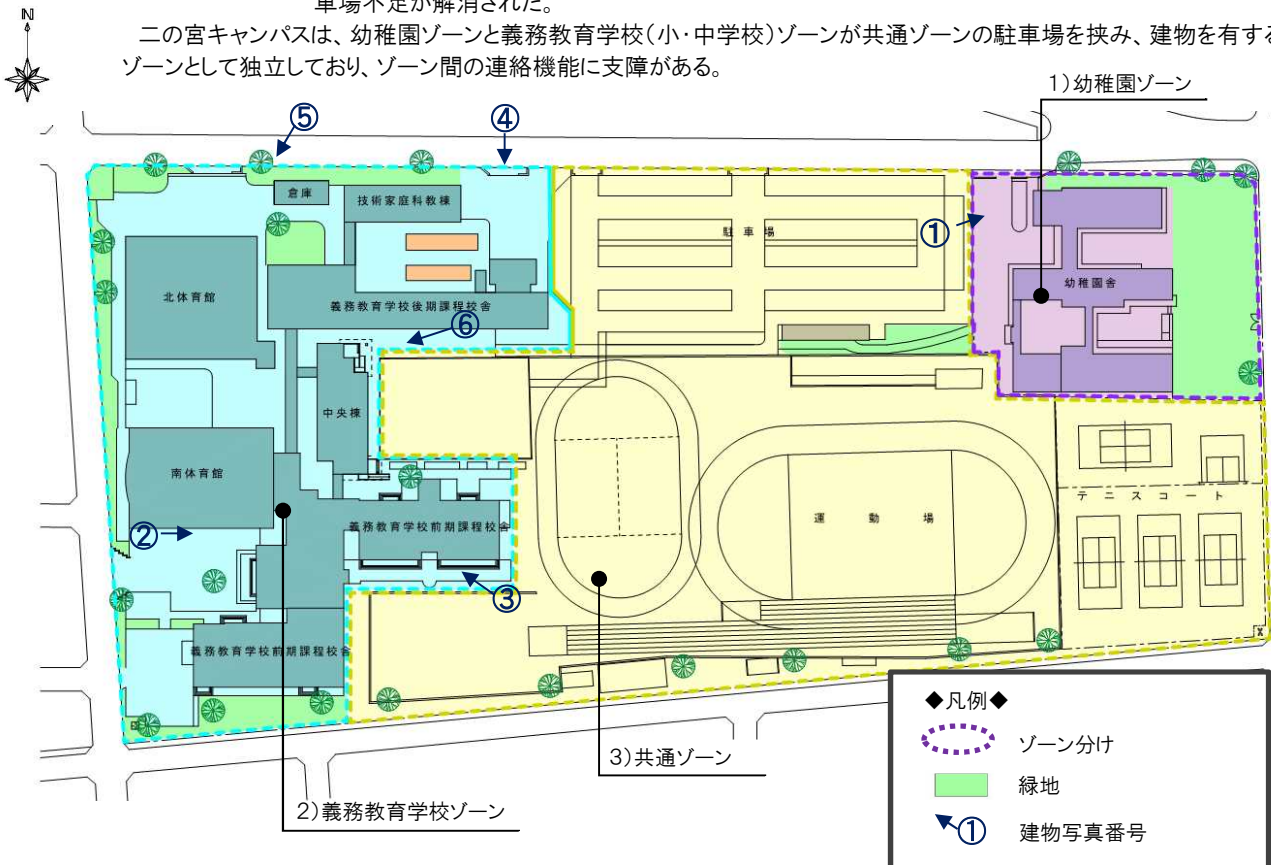 車場不足が解消された。
N
二の宮キャンパスは、幼稚園ゾーンと義務教育学校(小・中学校)ゾーンが共通ゾーンの駐車場を挟み、建物を有する
ゾーンとして独立しており、ゾーン間の連絡機能に支障がある。
1)幼稚園ゾーン
⑤
④
倉庫
技術家庭科教棟
駐車場
①
北体育館
幼稚園舎
義務教育学校後期課程校舎
⑥
中央棟
南体育館
テニスコート
運動場
義務教育学校前期課程校舎
②
③
義務教育学校前期課程校舎
3)共通ゾーン
2)義務教育学校ゾーン
◆凡例◆
ゾーン分け
緑地
① 建物写真番号